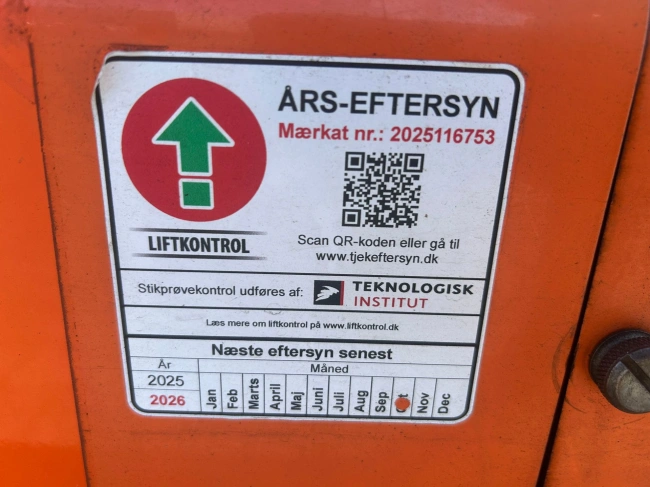 ÅRS-EFTERSYN
Mærkat nr.: 2025116753
LIFTKONTROL
Scan QR-koden eller gå til
www.tjekeftersyn.dk
Stikprøvekontrol udføres af: TEKNOLOGISK
INSTITUT
Læs mere om liftkontrol på www.liftkontrol.dk
Næste eftersyn senest
År Måned
2025
2026 Jan Feb Marts April Maj Juni Juli Aug Sep Okt Nov Dec